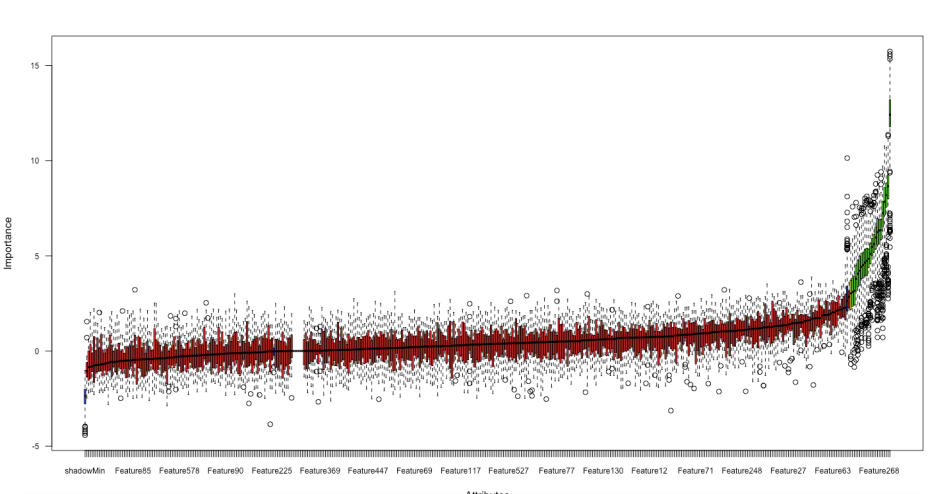 15
10
5
0
-5
Importance
shadowMin Feature85 Feature578 Feature90 Feature225 Feature369 Feature447 Feature69 Feature117 Feature527 Feature77 Feature130 Feature12 Feature71 Feature248 Feature27 Feature63 Feature268
Attributes